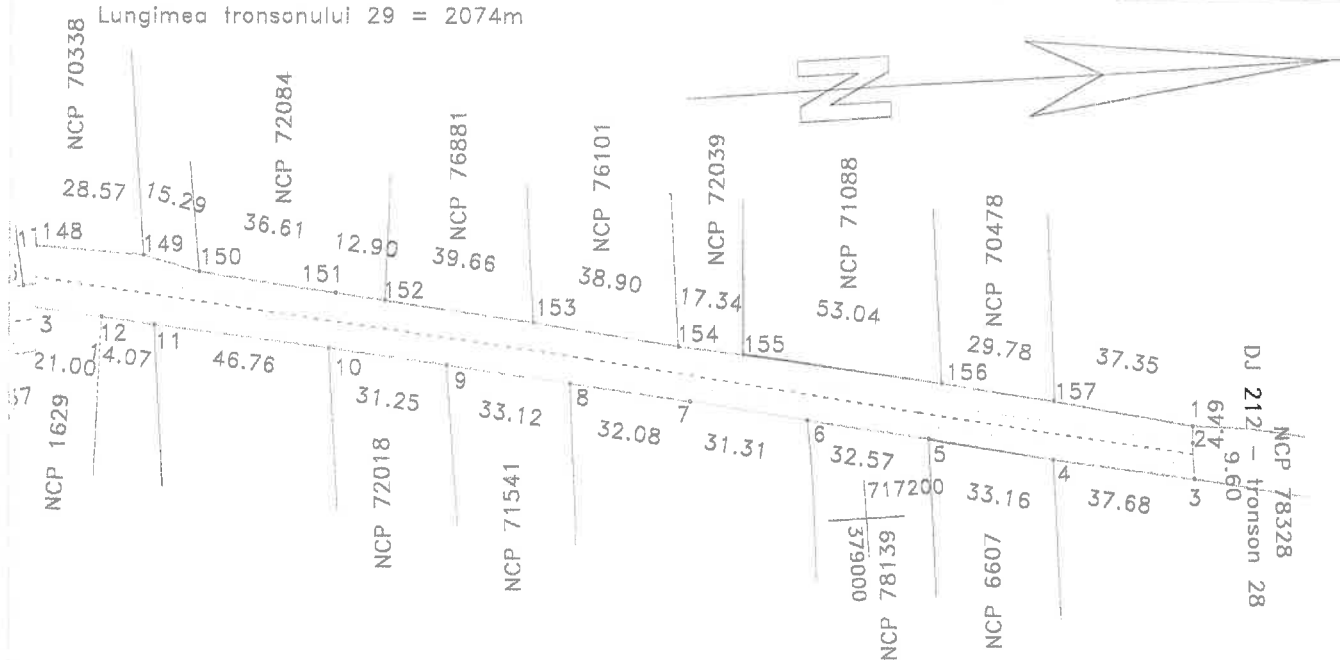 Lungimea tronsonului 29 = 2074m
NCP 70338
NCP 72084
NCP 76881
NCP 76101
NCP 72039
NCP 71088
NCP 70478
N
28.57
15.29
36.61
12.90
39.66
38.90
17.34
53.04
29.78
37.35
148
149
150
151
152
153
154
155
156
157
1
2
3
4.49
9.60
DJ 212 - tronson 28
NCP 78328
3
12
11
10
9
8
7
6
5
4
21.00
14.07
46.76
31.25
33.12
32.08
31.31
32.57
33.16
37.68
NCP 1629
NCP 72018
NCP 71541
717200
379000
NCP 78139
NCP 6607